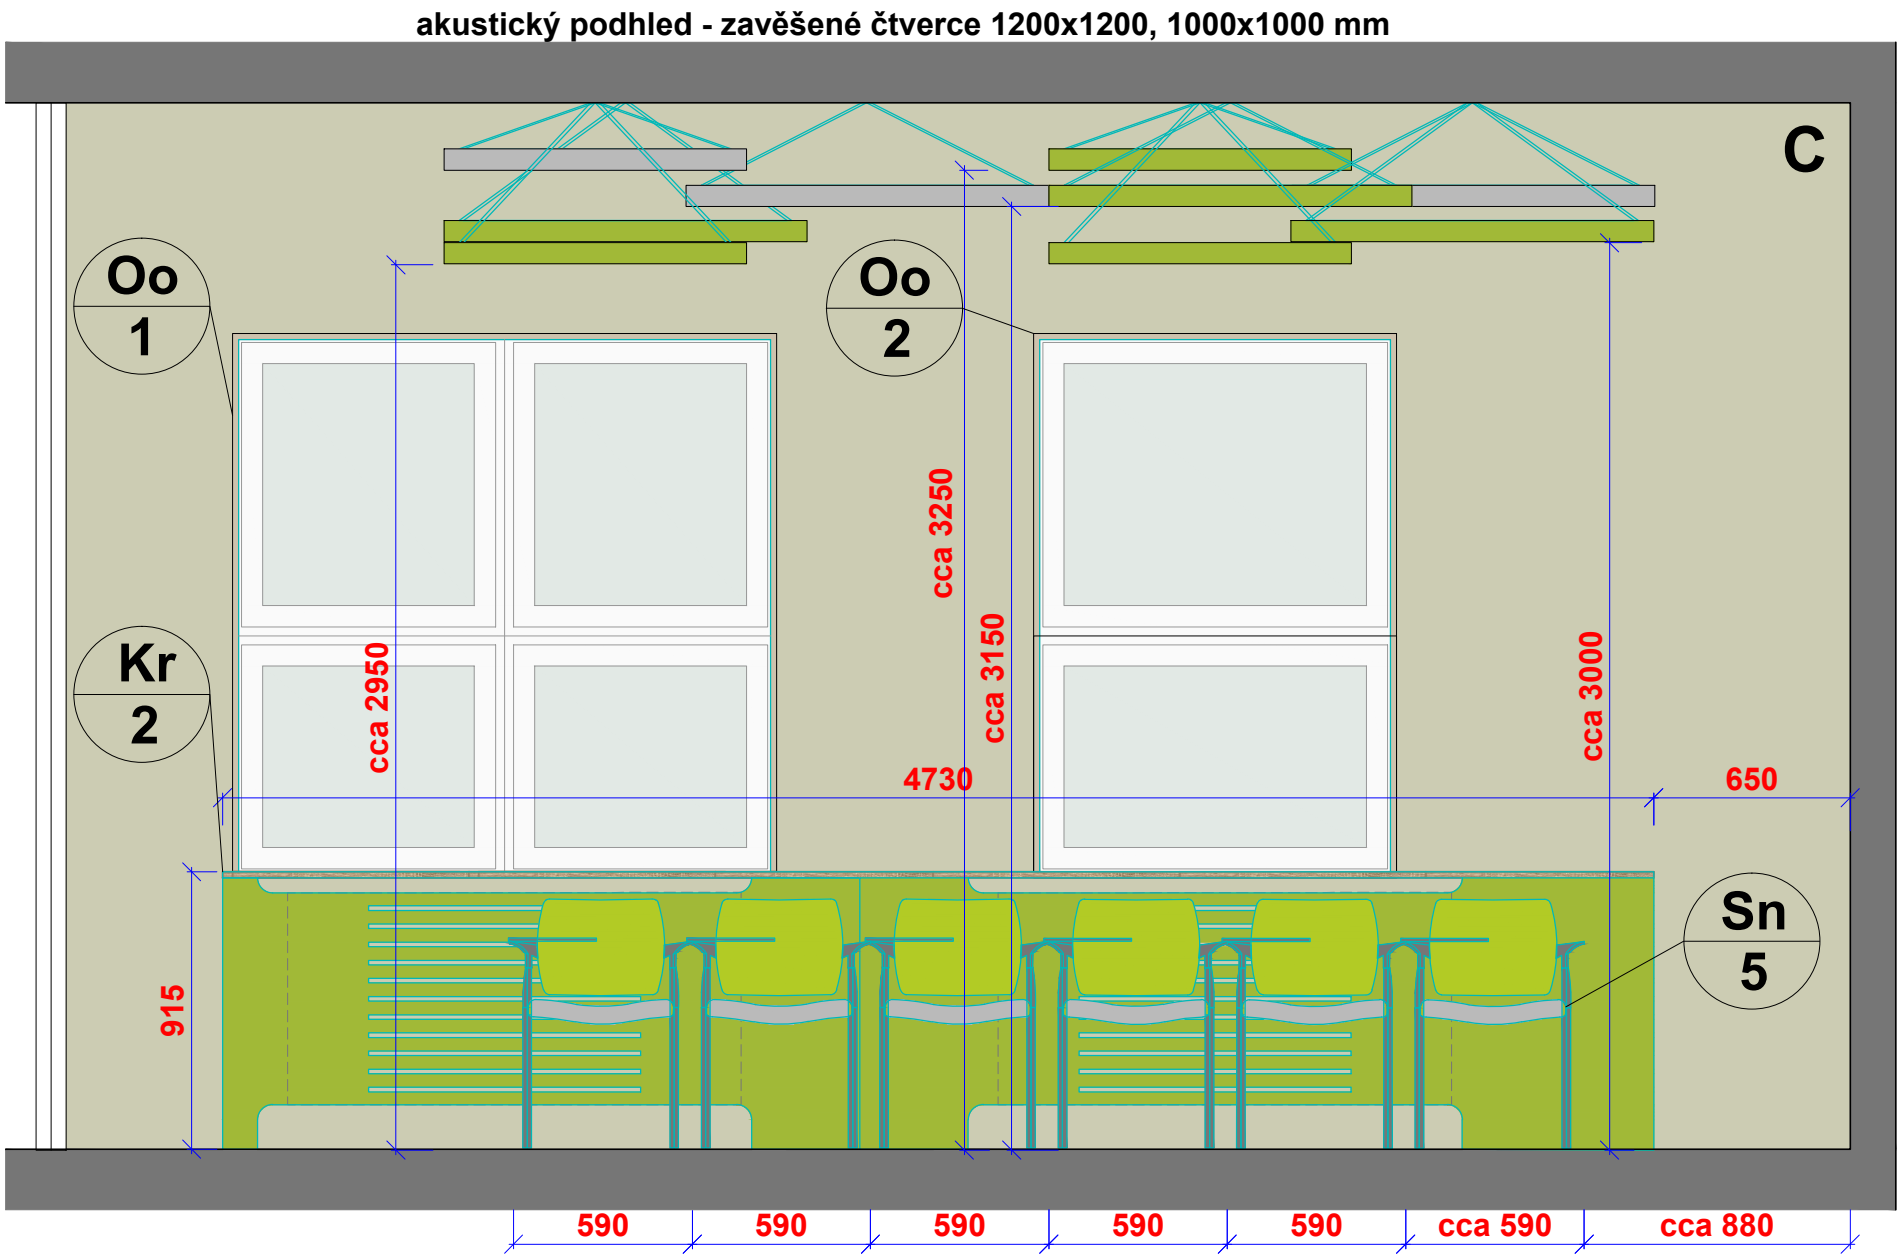 akustický podhled - zavěšené čtverce 1200x1200, 1000x1000 mm
C
Oo
1
Oo
2
cca 3250
cca 3150
cca 2950
cca 3000
Kr
2
4730
650
Sn
5
915
590
590
590
590
590
cca 590
cca 880